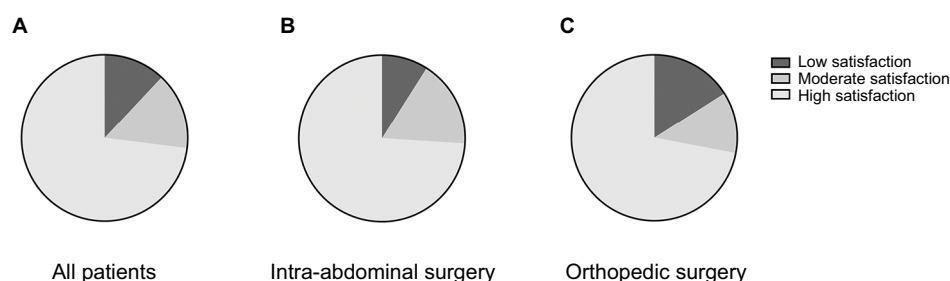 A
B
C
Low satisfaction
Moderate satisfaction
High satisfaction
All patients
Intra-abdominal surgery
Orthopedic surgery